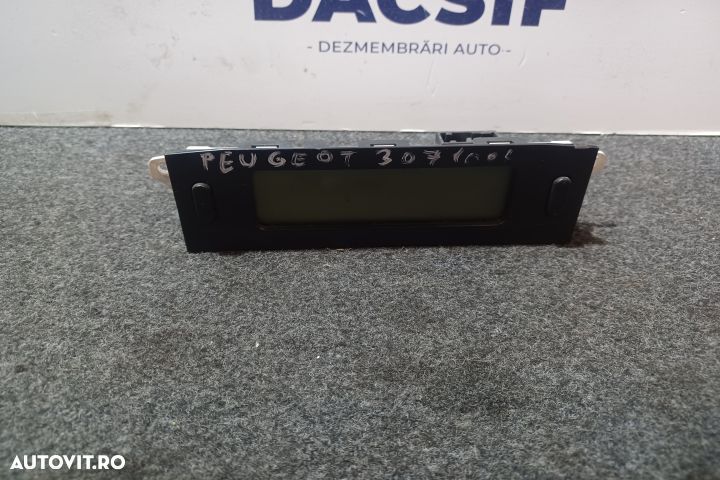 DACSIF
- DEZMEMBRĂRI AUTO -
PEUGEOT 307
AUTOVIT.RO